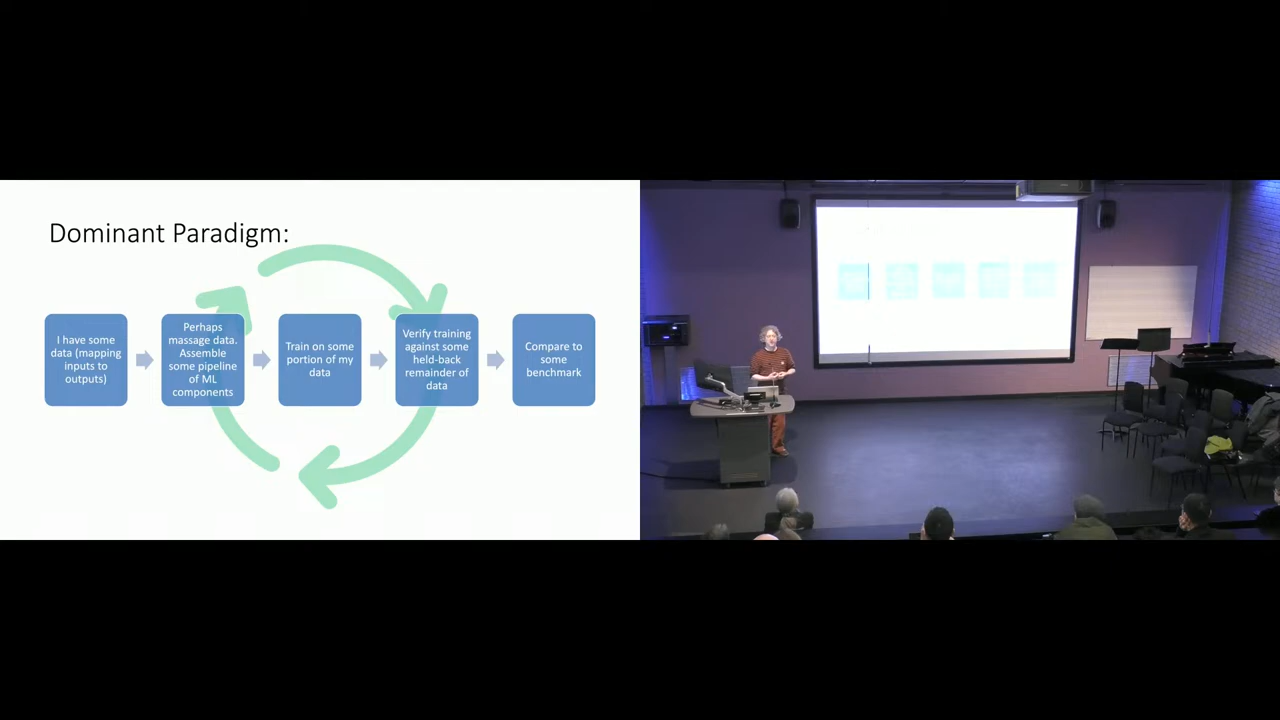 Dominant Paradigm:
I have some
data (mapping
inputs to
outputs)
Perhaps
massage data.
Assemble
some pipeline
of ML
components
Train on some
portion of my
data
Verify training
against some
held-back
remainder of
data
Compare to
some
benchmark